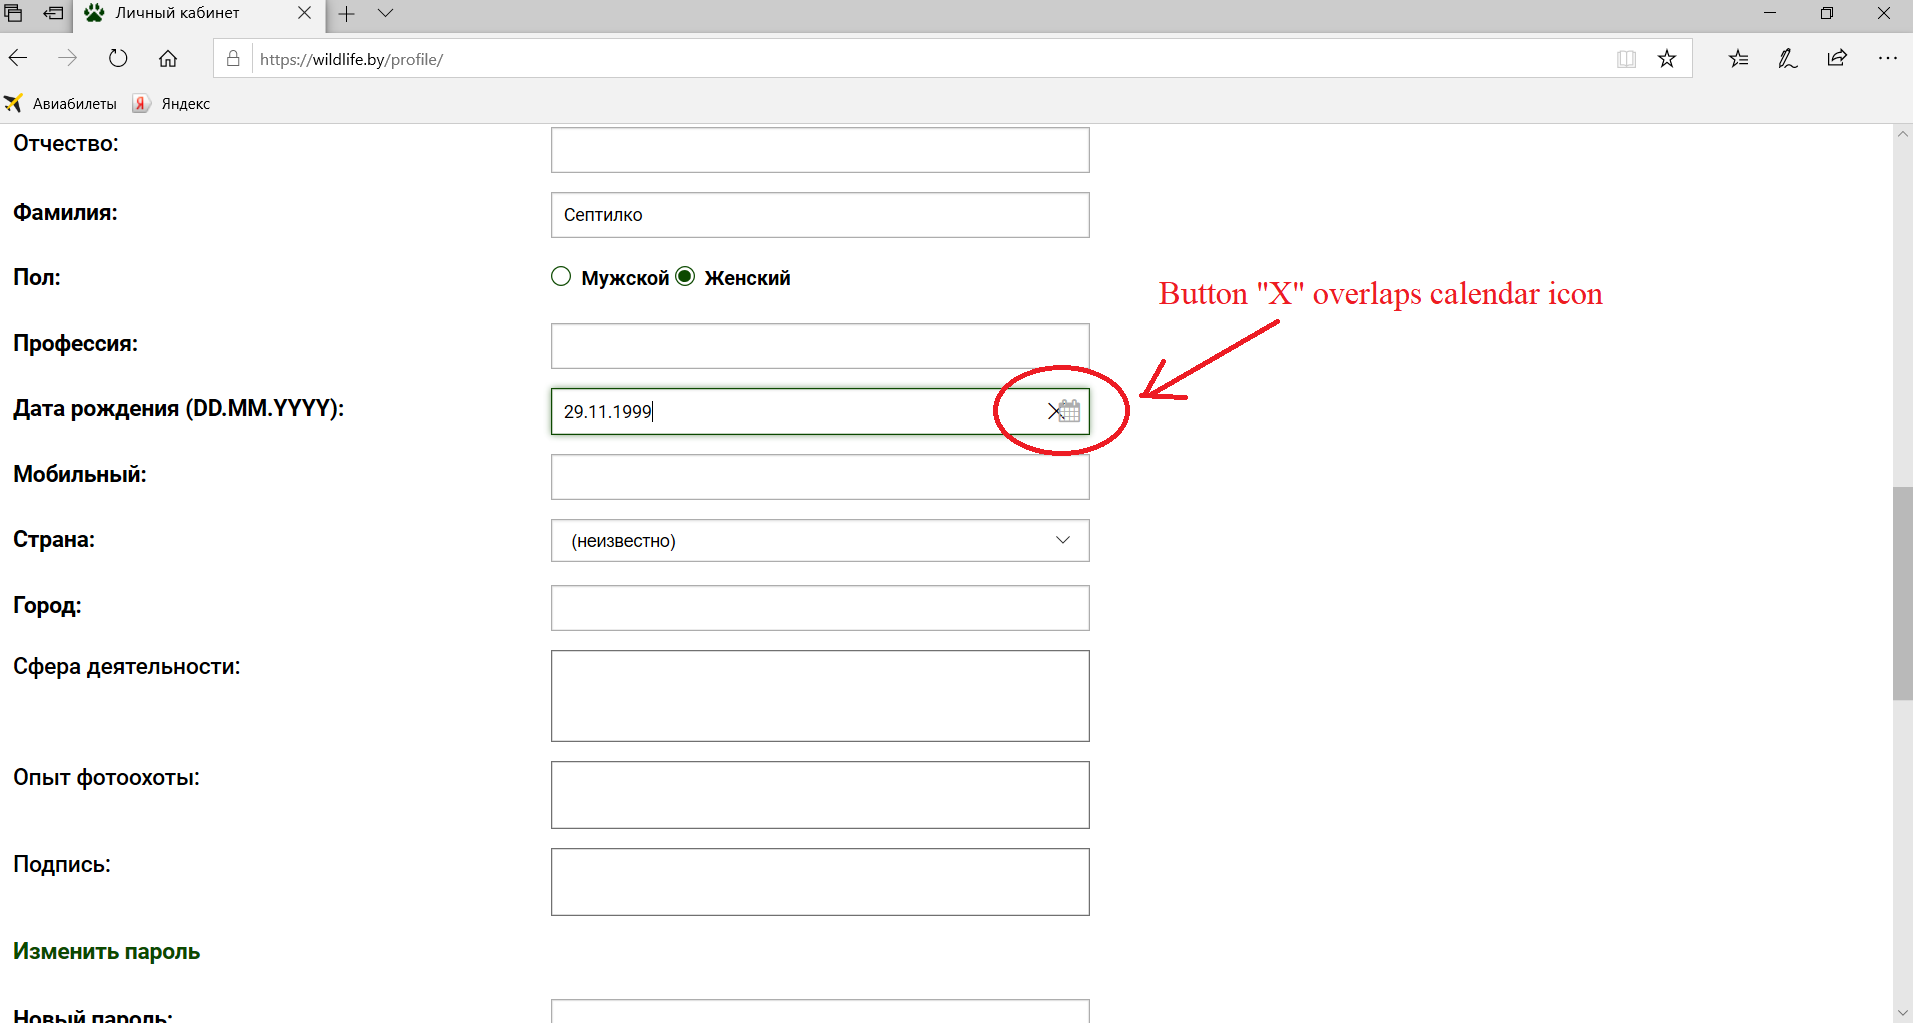 Личный кабинет
https://wildlife.by/profile/
Авиабилеты
Я
Яндекс
Отчество:
Фамилия:
Септилко
Пол:
Мужской
Женский
Button "X" overlaps calendar icon
Профессия:
Дата рождения (DD.MM.YYYY):
29.11.1999
Мобильный:
Страна:
(неизвестно)
Город:
Сфера деятельности:
Опыт фотоохоты:
Подпись:
Изменить пароль
Новый пароль: